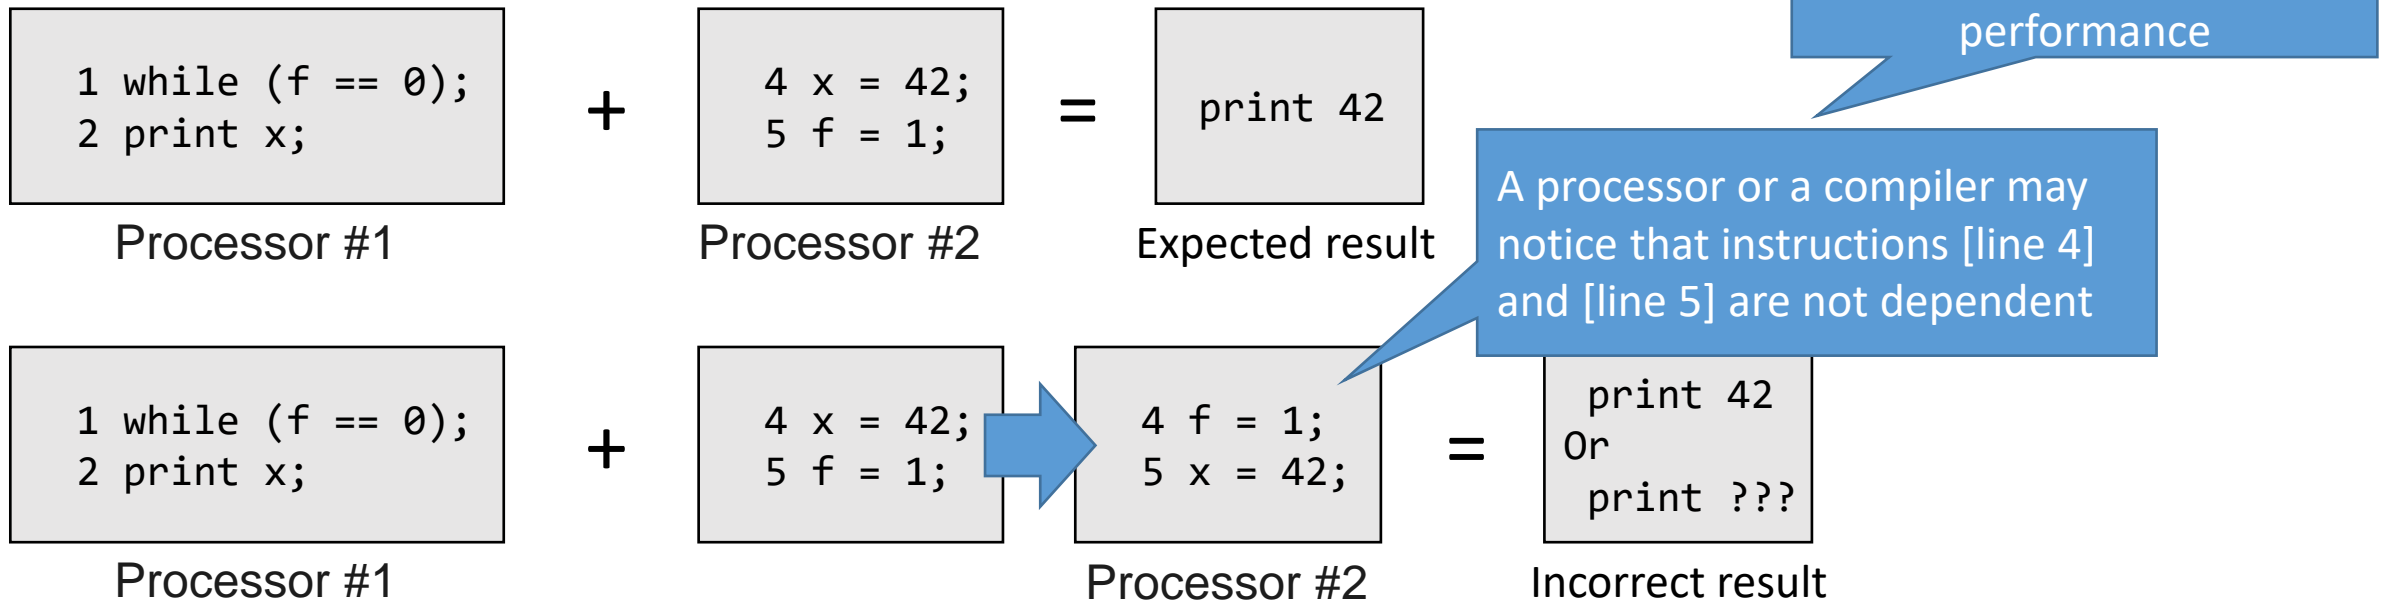 performance
1 while (f == 0);
2 print x;
+
4 x = 42;
5 f = 1;
=
print 42
Processor #1
Processor #2
Expected result
A processor or a compiler may
notice that instructions [line 4]
and [line 5] are not dependent
1 while (f == 0);
2 print x;
+
4 x = 42;
5 f = 1;
4 f = 1;
5 x = 42;
=
print 42
Or
print ???
Processor #1
Processor #2
Incorrect result